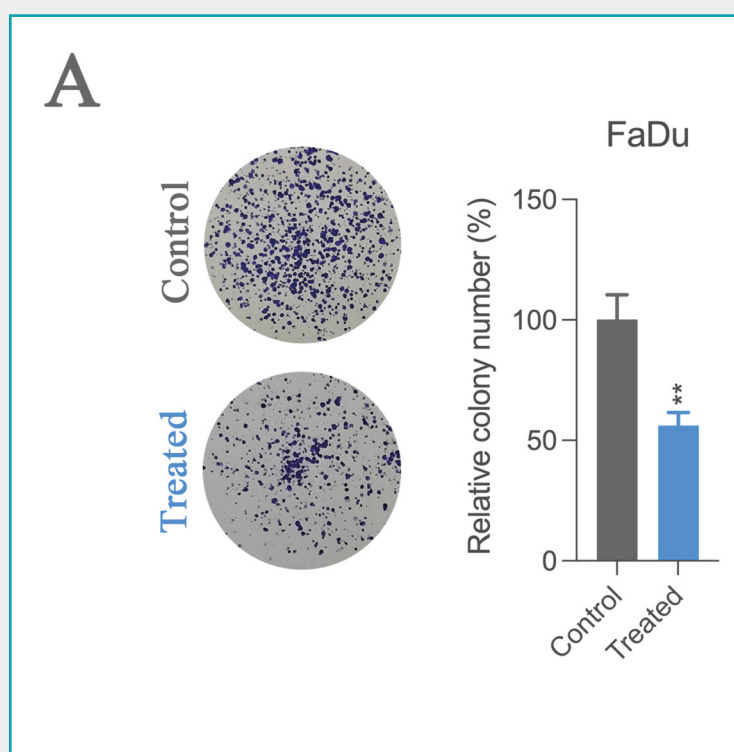 A
Control
Treated
FaDu
Relative colony number (%)
150
100
50
0
**
Control
Treated